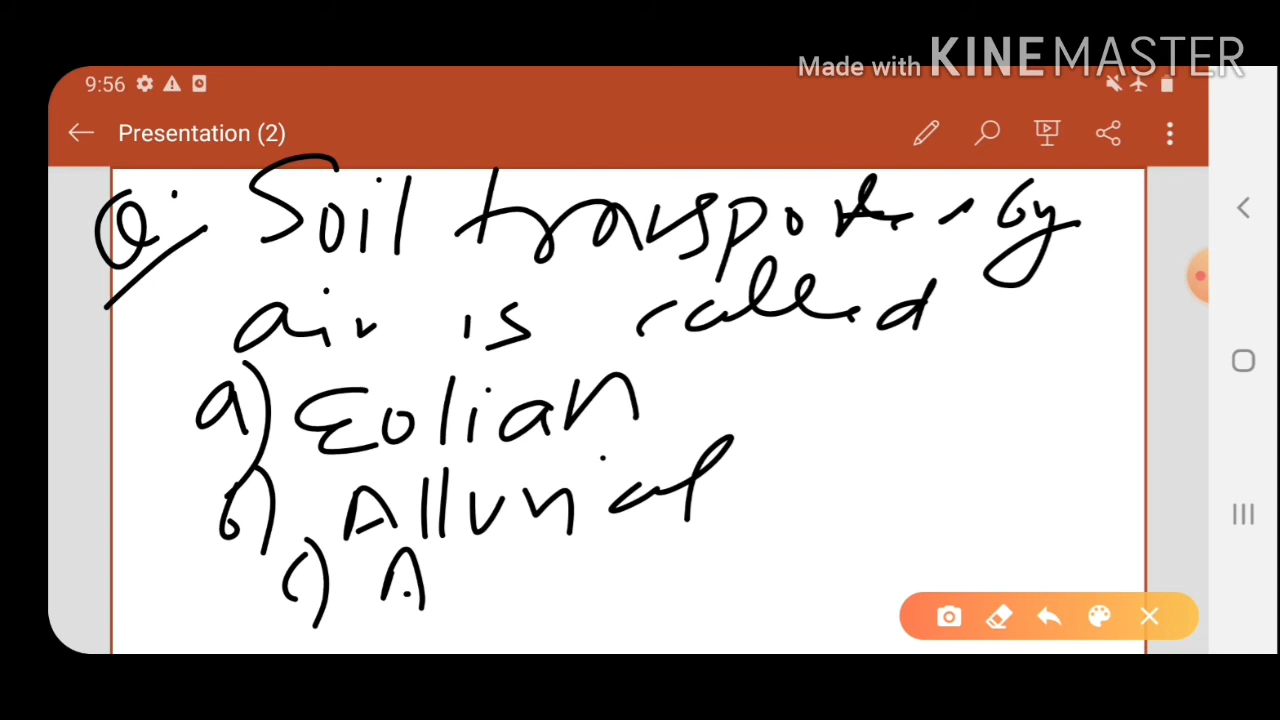 Made with KINEMASTER
9:56
Presentation (2)
Q. Soil transported by
air is called
a) Eolian
b) Alluvial
c) A